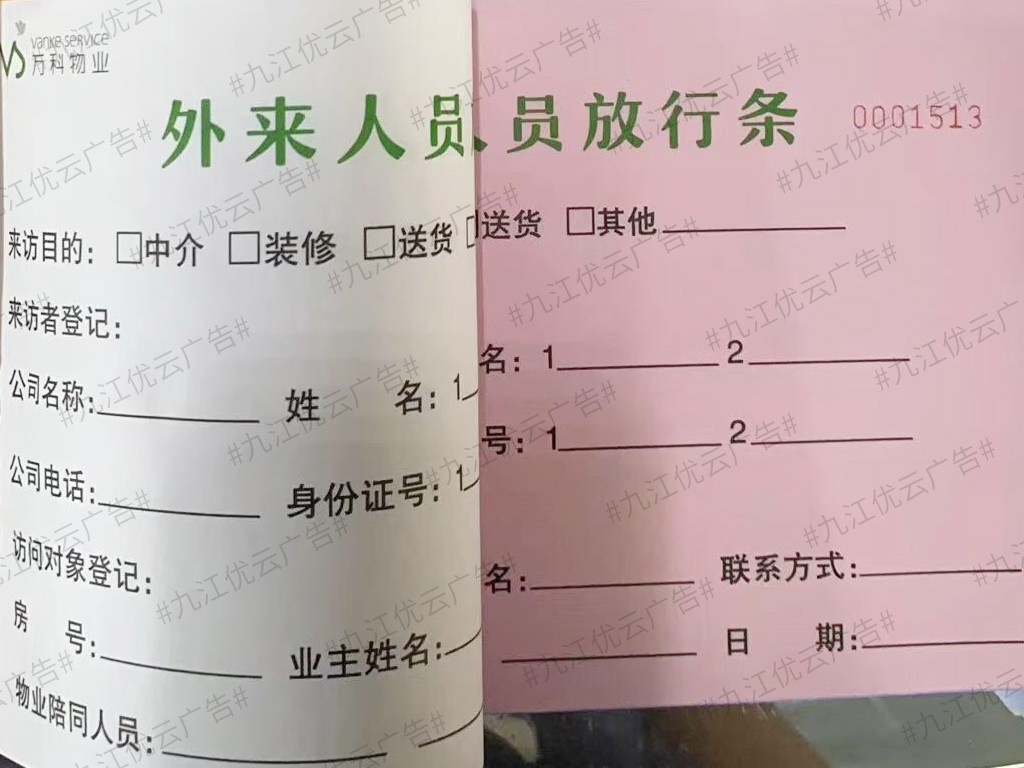 vanke service
万科物业
外来人员员放行条 0001513
来访目的：□中介 □装修 □送货 □送货 □其他
来访者登记：
公司名称： 姓 名：1 名：1 2
公司电话： 身份证号：1 号：1 2
访问对象登记：
房 号： 业主姓名： 名： 联系方式：
物业陪同人员： 日 期：
#九江优云广告#